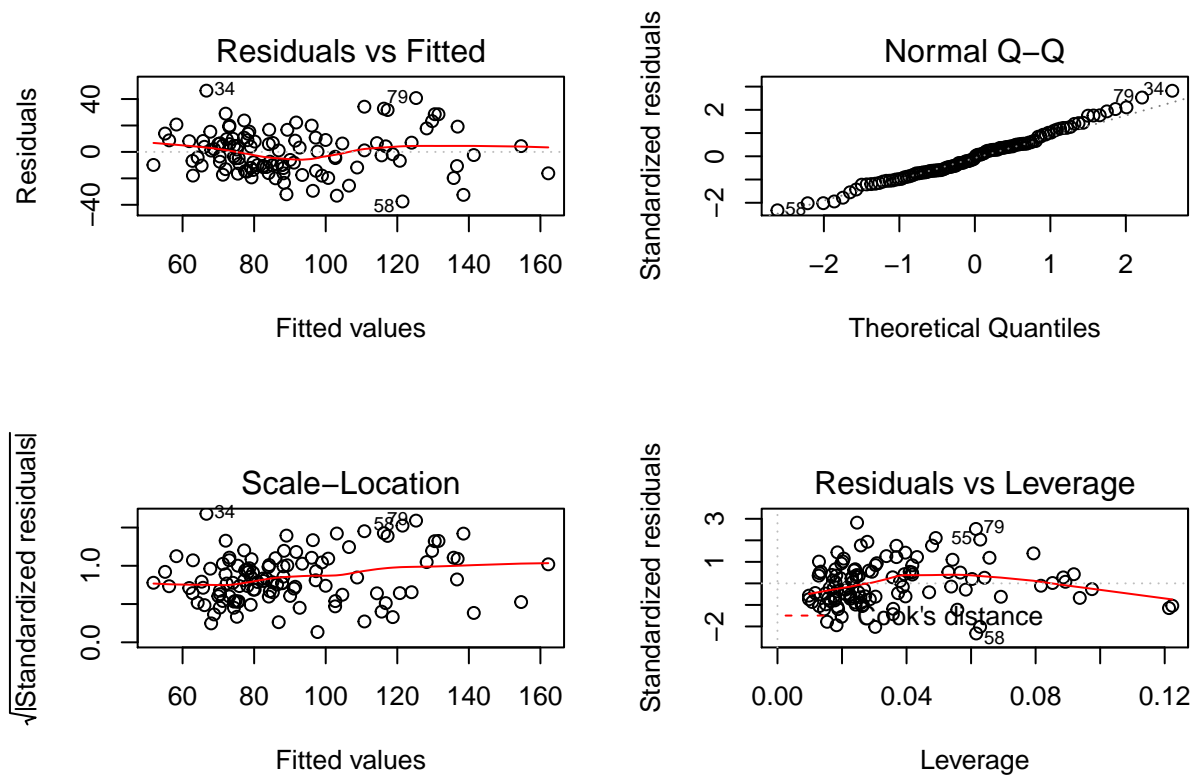 Residuals vs Fitted
Residuals
40
0
−40
34
79
58
60 80 100 120 140 160
Fitted values
Normal Q−Q
Standardized residuals
2
0
−2
79 34
58
−2 −1 0 1 2
Theoretical Quantiles
Scale−Location
√|Standardized residuals|
1.0
0.0
34
58 79
60 80 100 120 140 160
Fitted values
Residuals vs Leverage
Standardized residuals
3
1
−2
55 79
Cook's distance
58
0.00 0.04 0.08 0.12
Leverage